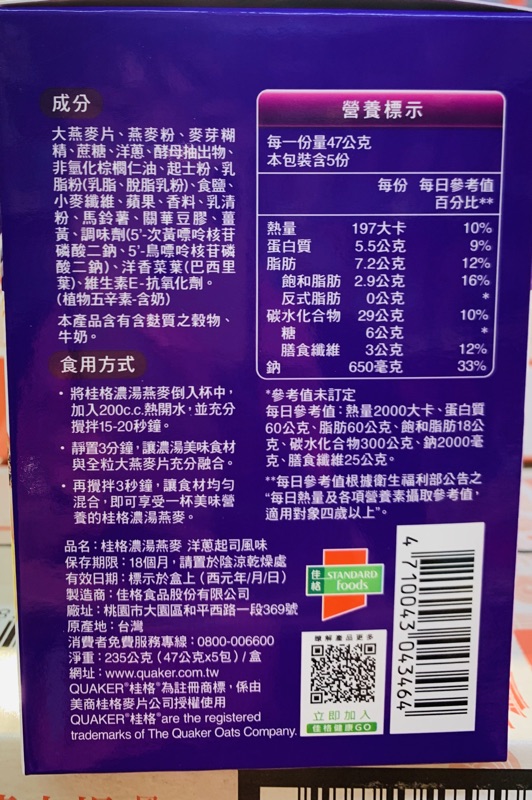 成分
大燕麥片、燕麥粉、麥芽糊
精、蔗糖、洋蔥、酵母抽出物、
非氫化棕櫚仁油、起士粉、乳
脂粉(乳脂、脫脂乳粉)、食鹽、
小麥纖維、蘋果、香料、乳清
粉、馬鈴薯、關華豆膠、薑
黃、調味劑(5'-次黃嘌呤核苷
磷酸二鈉、5'-鳥嘌呤核苷磷
酸二鈉)、洋香菜葉(巴西里
葉)、維生素E-抗氧化劑。
(植物五辛素-含奶)
本產品含有含麩質之穀物、
牛奶。
食用方式
• 將桂格濃湯燕麥倒入杯中,
加入200c.c.熱開水,並充分
攪拌15-20秒鐘。
• 靜置3分鐘,讓濃湯美味食材
與全粒大燕麥片充分融合。
• 再攪拌3秒鐘,讓食材均勻
混合,即可享受一杯美味營
養的桂格濃湯燕麥。
營養標示
每一份量47公克
本包裝含5份
每份 每日參考值
百分比**
熱量 197大卡 10%
蛋白質 5.5公克 9%
脂肪 7.2公克 12%
飽和脂肪 2.9公克 16%
反式脂肪 0公克 *
碳水化合物 29公克 10%
糖 6公克 *
膳食纖維 3公克 12%
鈉 650毫克 33%
*參考值未訂定
每日參考值:熱量2000大卡、蛋白質
60公克、脂肪60公克、飽和脂肪18公
克、碳水化合物300公克、鈉2000毫
克、膳食纖維25公克。
**每日參考值根據衛生福利部公告之
"每日熱量及各項營養素攝取參考值,
適用對象四歲以上"。
品名:桂格濃湯燕麥 洋蔥起司風味
保存期限:18個月,請置於陰涼乾燥處
有效日期:標示於盒上(西元年/月/日)
製造商:佳格食品股份有限公司
廠址:桃園市大園區和平西路一段369號
原產地:台灣
消費者免費服務專線:0800-006600
淨重:235公克(47公克x5包)/盒
網址:www.quaker.com.tw
QUAKER®桂格®為註冊商標,係由
美商桂格麥片公司授權使用
QUAKER®桂格®are the registered
trademarks of The Quaker Oats Company.
佳格 STANDARD
foods
瞭解產品更多
立即加入
佳格健康GO
4 710043 043464